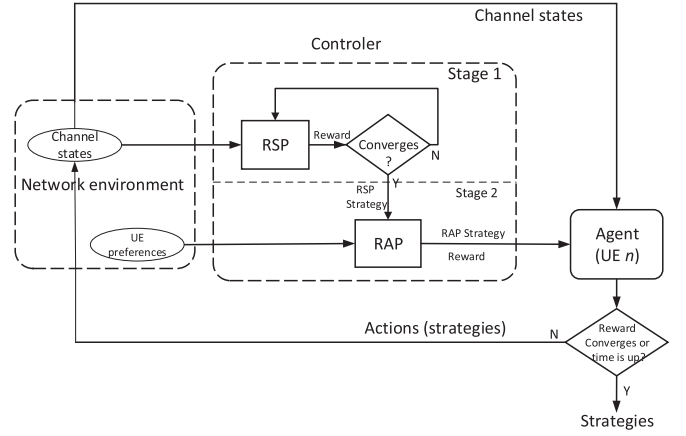 Channel states
Controler
Stage 1
Channel
states
RSP
Reward
Converges
?
N
Y
Network environment
RSP
Strategy
Stage 2
UE
preferences
RAP
RAP Strategy
Reward
Agent
(UE n)
Actions (strategies)
N
Reward
Converges or
time is up?
Y
Strategies